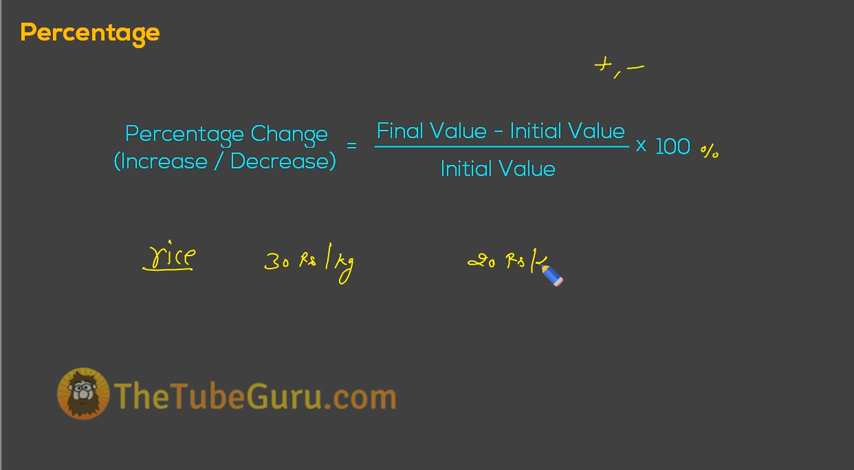 Percentage
+, −
Percentage Change (Increase / Decrease) = Final Value - Initial Value / Initial Value x 100 %
rice 30 Rs/kg 20 Rs/k
TheTubeGuru.com